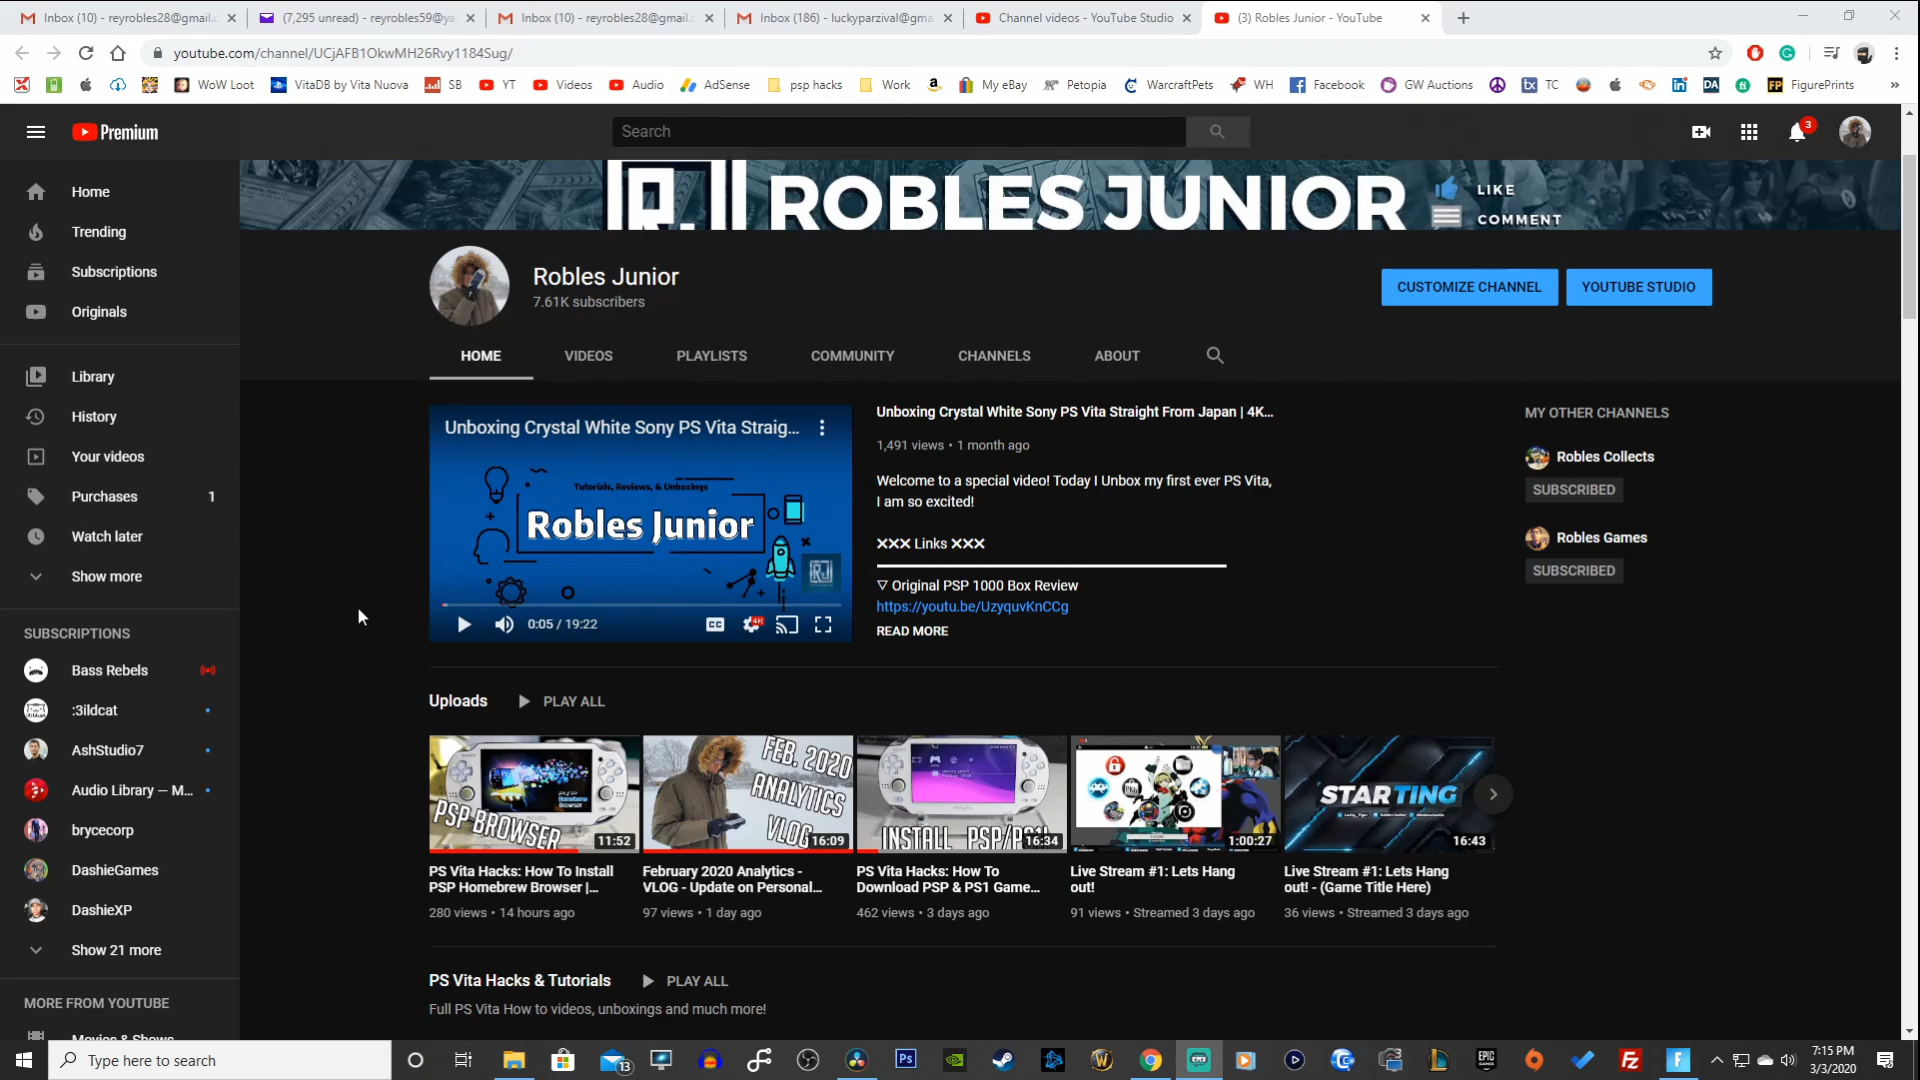 Inbox (10) - reyrobles28@gmail.c
(7,295 unread) - reyrobles59@ya
Inbox (10) - reyrobles28@gmail.c
Inbox (186) - luckyparzival@gma
Channel videos - YouTube Studio
(3) Robles Junior - YouTube
youtube.com/channel/UCjAFB1OkwMH26Rvy1184Sug/
WoW Loot
VitaDB by Vita Nuova
SB
YT
Videos
Audio
AdSense
psp hacks
Work
My eBay
Petopia
WarcraftPets
WH
Facebook
GW Auctions
TC
FigurePrints
Premium
Search
3
Home
Trending
Subscriptions
Originals
Library
History
Your videos
Purchases 1
Watch later
Show more
SUBSCRIPTIONS
Bass Rebels
:3ildcat
AshStudio7
Audio Library — M...
brycecorp
DashieGames
DashieXP
Show 21 more
MORE FROM YOUTUBE
Movies & Shows
ROBLES JUNIOR
LIKE
COMMENT
Robles Junior
7.61K subscribers
CUSTOMIZE CHANNEL
YOUTUBE STUDIO
HOME
VIDEOS
PLAYLISTS
COMMUNITY
CHANNELS
ABOUT
Unboxing Crystal White Sony PS Vita Straig...
Tutorials, Reviews, & Unboxings
Robles Junior
0:05 / 19:22
CC
4K
Unboxing Crystal White Sony PS Vita Straight From Japan | 4K...
1,491 views • 1 month ago
Welcome to a special video! Today I Unbox my first ever PS Vita,
I am so excited!
XXX Links XXX
▽ Original PSP 1000 Box Review
https://youtu.be/UzyquvKnCCg
READ MORE
MY OTHER CHANNELS
Robles Collects
SUBSCRIBED
Robles Games
SUBSCRIBED
Uploads
PLAY ALL
PSP BROWSER
11:52
FEB. 2020
ANALYTICS
VLOG
16:09
INSTALL PSP/PS1
16:34
1:00:27
STARTING
16:43
PS Vita Hacks: How To Install
PSP Homebrew Browser |...
280 views • 14 hours ago
February 2020 Analytics -
VLOG - Update on Personal...
97 views • 1 day ago
PS Vita Hacks: How To
Download PSP & PS1 Game...
462 views • 3 days ago
Live Stream #1: Lets Hang
out!
91 views • Streamed 3 days ago
Live Stream #1: Lets Hang
out! - (Game Title Here)
36 views • Streamed 3 days ago
PS Vita Hacks & Tutorials
PLAY ALL
Full PS Vita How to videos, unboxings and much more!
Type here to search
13
Ps
EPIC
7:15 PM
3/3/2020